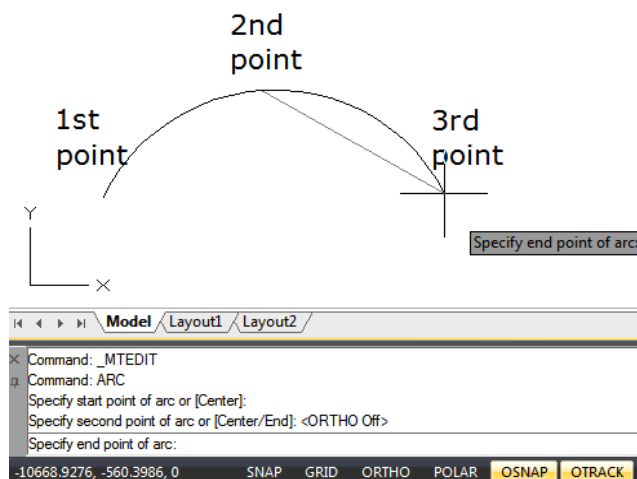 2nd
point
1st
point
3rd
point
Y
X
Specify end point of arc:
Model Layout1 Layout2
Command: _MTEDIT
Command: ARC
Specify start point of arc or [Center]:
Specify second point of arc or [Center/End]: <ORTHO Off>
Specify end point of arc:
-10668.9276, -560.3986, 0 SNAP GRID ORTHO POLAR OSNAP OTRACK